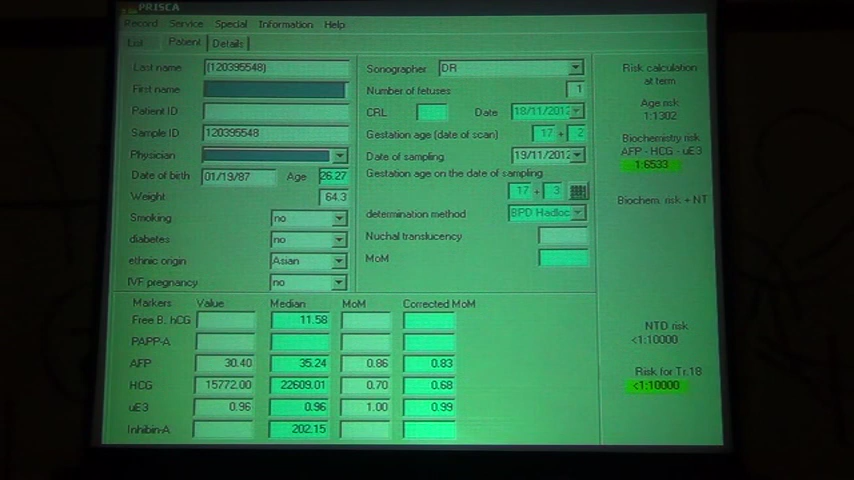 PRISCA
Record Service Special Information Help
List Patient Details
Last name (120395548)
First name
Patient ID
Sample ID 120395548
Physician
Date of birth 01/19/87 Age 26.27
Weight 64.3
Smoking no
diabetes no
ethnic origin Asian
IVF pregnancy no
Sonographer DR
Number of fetuses 1
CRL Date 18/11/2012
Gestation age (date of scan) 17 + 2
Date of sampling 19/11/2012
Gestation age on the date of sampling
17 + 3
determination method BPD Hadloc
Nuchal translucency
MoM
Risk calculation
at term
Age risk
1:1302
Biochemistry risk
AFP - HCG - uE3
1:6533
Biochem. risk + NT
NTD risk
<1:10000
Risk for Tr.18
<1:10000
Markers Value Median MoM Corrected MoM
Free B. hCG 11.58
PAPP-A
AFP 30.40 35.24 0.86 0.83
HCG 15772.00 22609.01 0.70 0.68
uE3 0.96 0.96 1.00 0.99
Inhibin-A 202.15